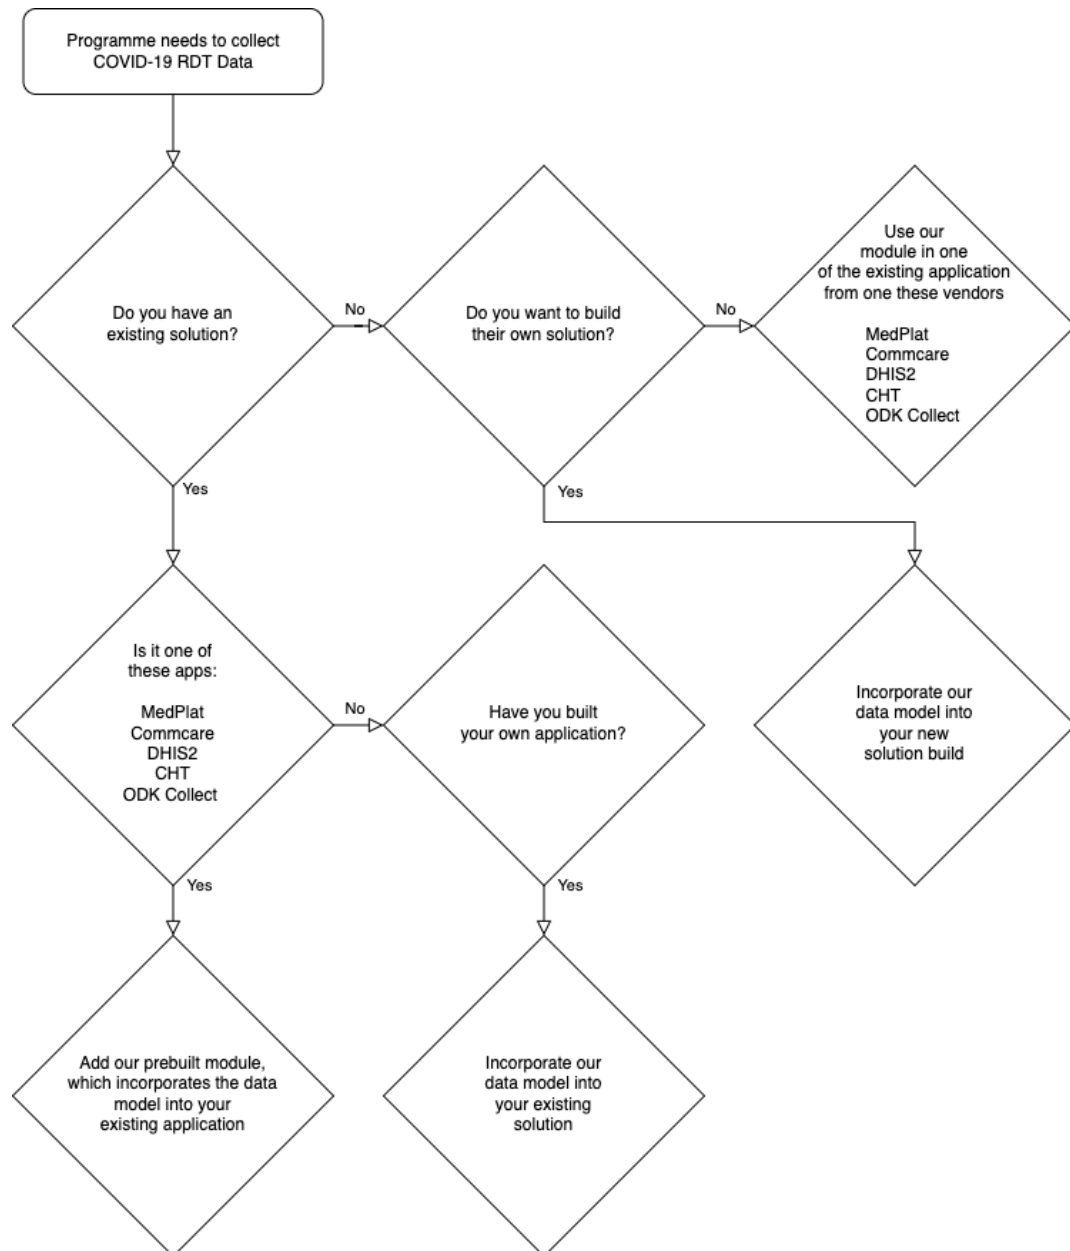 Programme needs to collect
COVID-19 RDT Data
Do you have an
existing solution?
No
Do you want to build
their own solution?
No
Use our
module in one
of the existing application
from one these vendors
MedPlat
Commcare
DHIS2
CHT
ODK Collect
Yes
Yes
Is it one of
these apps:
MedPlat
Commcare
DHIS2
CHT
ODK Collect
No
Have you built
your own application?
Incorporate our
data model into
your new
solution build
Yes
Yes
Add our prebuilt module,
which incorporates the data
model into your
existing application
Incorporate our
data model into
your existing
solution